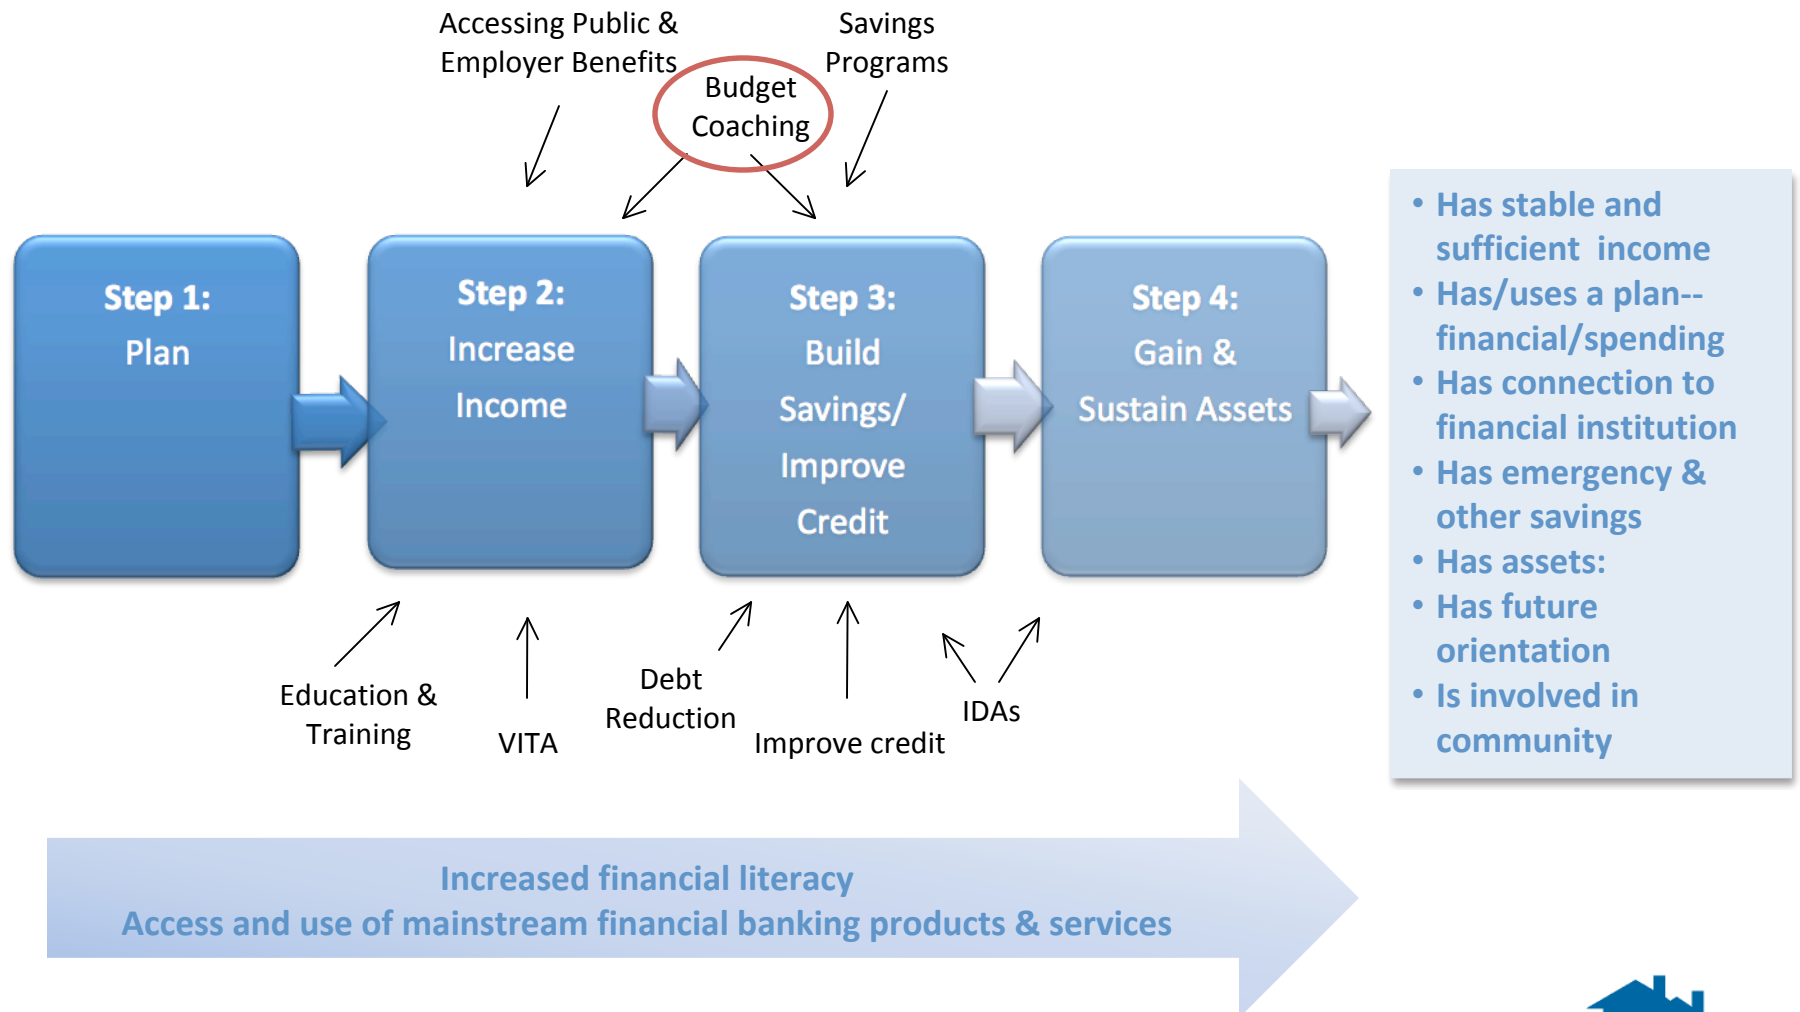 Accessing Public &
Employer Benefits
Budget
Coaching
Savings
Programs
Step 1:
Plan
Step 2:
Increase
Income
Step 3:
Build
Savings/
Improve
Credit
Step 4:
Gain &
Sustain Assets
Education &
Training
VITA
Debt
Reduction
Improve credit
IDAs
• Has stable and
sufficient income
• Has/uses a plan--
financial/spending
• Has connection to
financial institution
• Has emergency &
other savings
• Has assets:
• Has future
orientation
• Is involved in
community
Increased financial literacy
Access and use of mainstream financial banking products & services